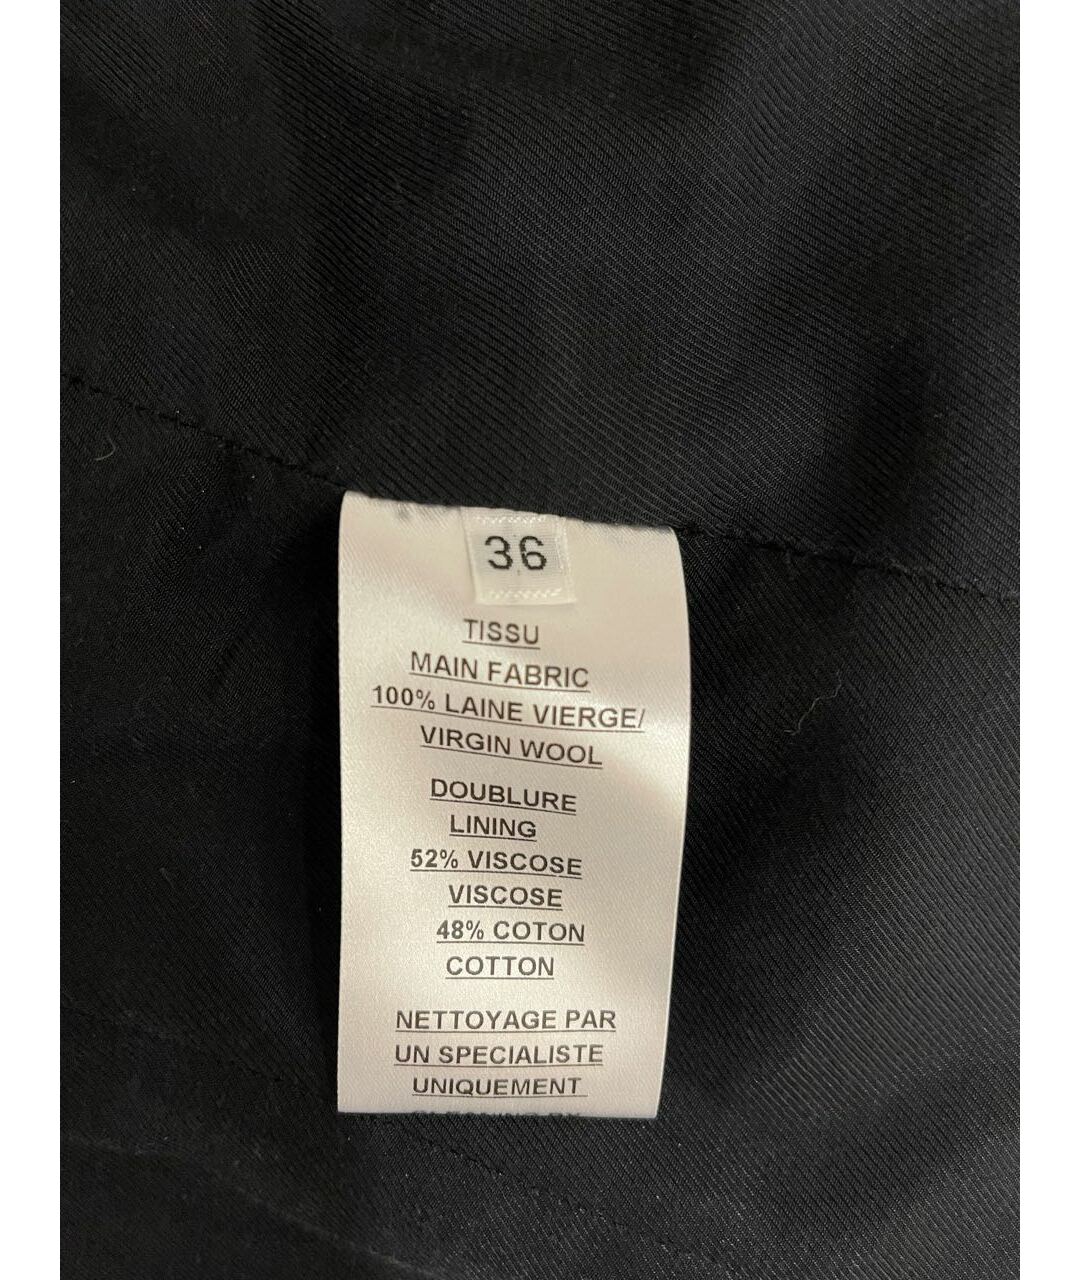 36
TISSU
MAIN FABRIC
100% LAINE VIERGE/
VIRGIN WOOL
DOUBLURE
LINING
52% VISCOSE
VISCOSE
48% COTON
COTTON
NETTOYAGE PAR
UN SPECIALISTE
UNIQUEMENT